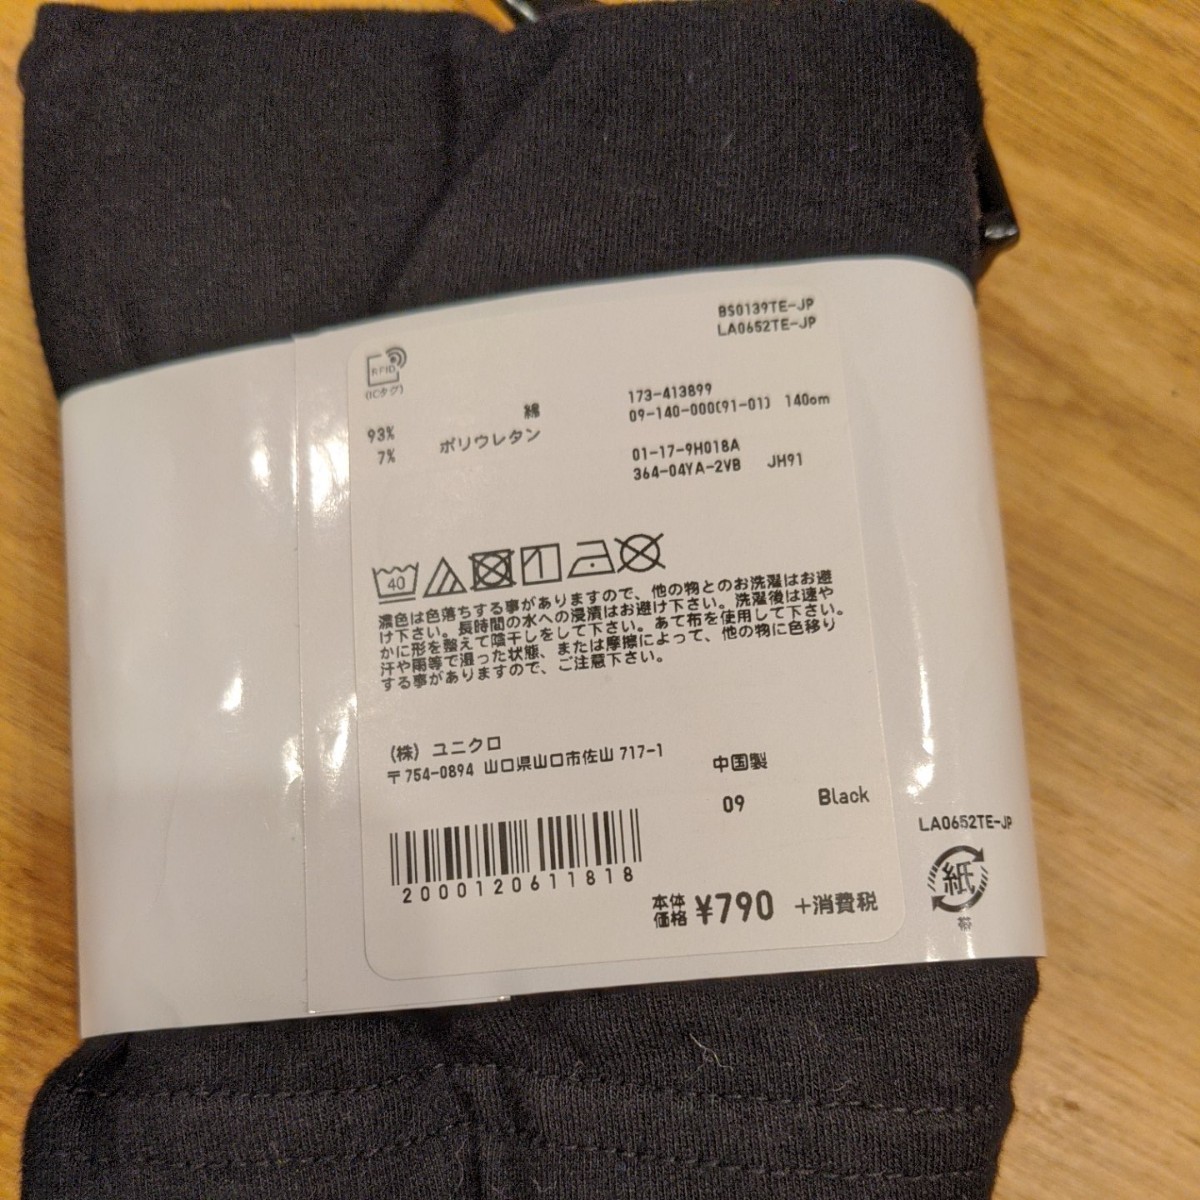 BS0139TE-JP
LA0652TE-JP
RFID
(ICタグ)
93% 綿
7% ポリウレタン
173-413899
09-140-000(91-01) 140cm
01-17-9H018A
364-04YA-2VB JH91
40
濃色は色落ちする事がありますので、他の物とのお洗濯はお避
け下さい。長時間の水への浸漬はお避け下さい。洗濯後は速や
かに形を整えて陰干しをして下さい。あて布を使用して下さい。
汗や雨等で湿った状態、または摩擦によって、他の物に色移り
する事がありますので、ご注意下さい。
(株) ユニクロ
〒754-0894 山口県山口市佐山 717-1
中国製
09 Black
2000120611818
本体価格 ¥790 +消費税
LA0652TE-JP
紙
帯